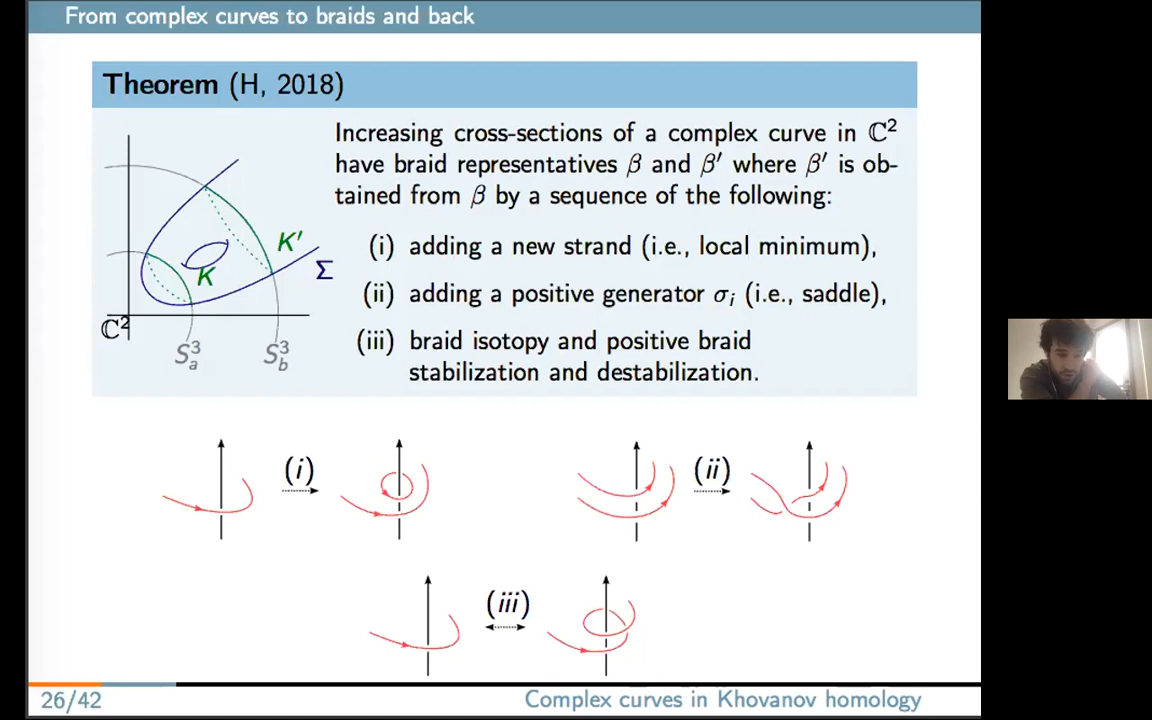 From complex curves to braids and back
Theorem (H, 2018)
Increasing cross-sections of a complex curve in ℂ²
have braid representatives β and β′ where β′ is ob-
tained from β by a sequence of the following:
(i) adding a new strand (i.e., local minimum),
(ii) adding a positive generator σᵢ (i.e., saddle),
(iii) braid isotopy and positive braid
stabilization and destabilization.
K′
K
Σ
ℂ²
S³ₐ
S³_b
(i)
(ii)
(iii)
26/42
Complex curves in Khovanov homology